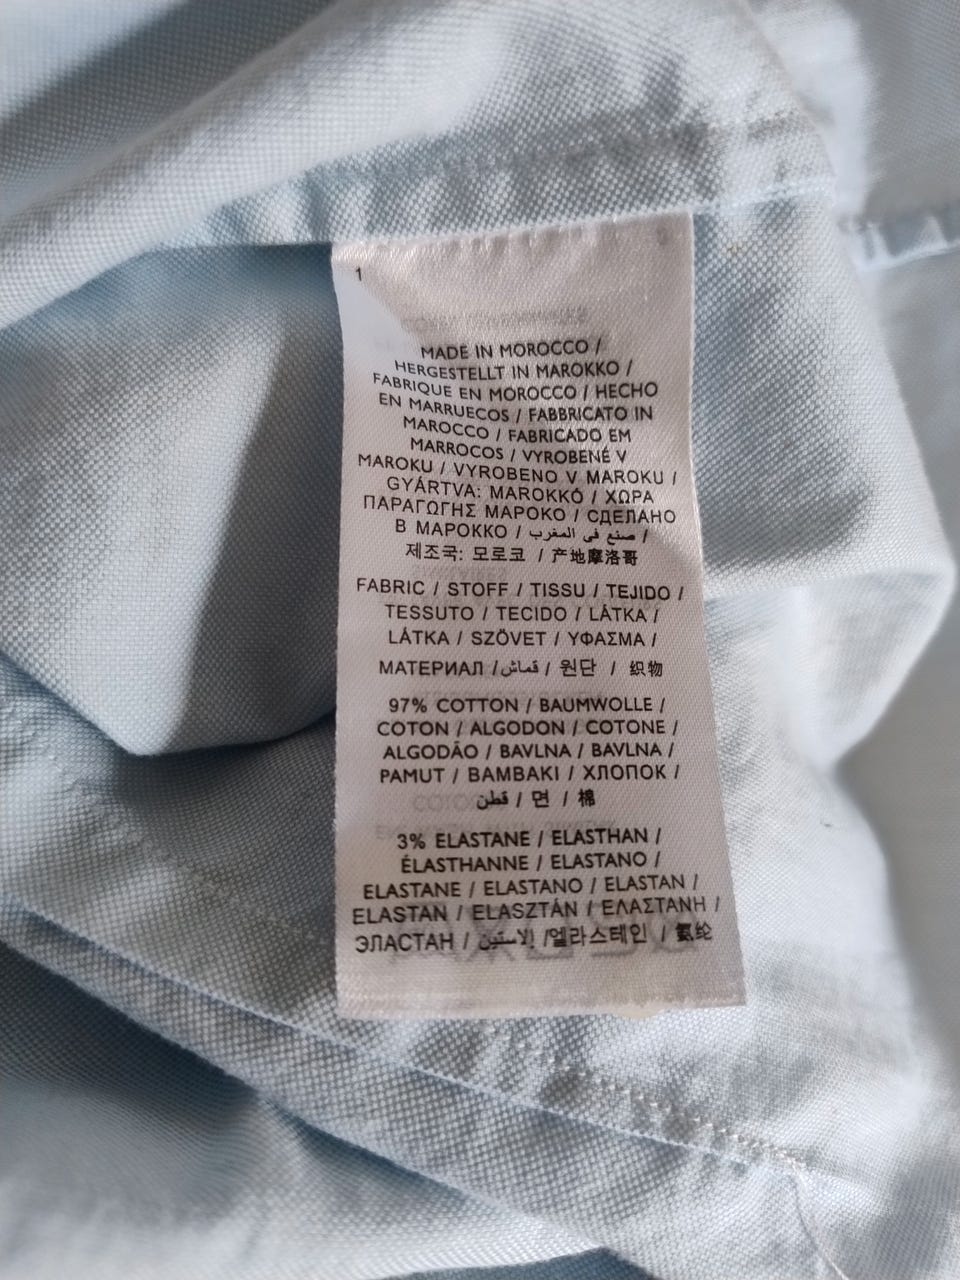 1
MADE IN MOROCCO /
HERGESTELLT IN MAROKKO /
FABRIQUE EN MOROCCO / HECHO
EN MARRUECOS / FABBRICATO IN
MAROCCO / FABRICADO EM
MARROCOS / VYROBENÉ V
MAROKU / VYROBENO V MAROKU /
GYÁRTVA: MAROKKÓ / ΧΩΡΑ
ΠΑΡΑΓΩΓΗΣ ΜΑΡΟΚΟ / СДЕЛАНО
В МАРОККО / صنع في المغرب /
제조국: 모로코 / 产地摩洛哥
FABRIC / STOFF / TISSU / TEJIDO /
TESSUTO / TECIDO / LÁTKA /
LÁTKA / SZÖVET / ΥΦΑΣΜΑ /
МАТЕРИАЛ / قماش / 원단 / 织物
97% COTTON / BAUMWOLLE /
COTON / ALGODON / COTONE /
ALGODÃO / BAVLNA / BAVLNA /
PAMUT / BAMBAKI / ХЛОПОК /
قطن / 면 / 棉
3% ELASTANE / ELASTHAN /
ÉLASTHANNE / ELASTANO /
ELASTANE / ELASTANO / ELASTAN /
ELASTAN / ELASZTÁN / ΕΛΑΣΤΑΝΗ /
ЭЛАСТАН / الاستين /엘라스테인 / 氨纶